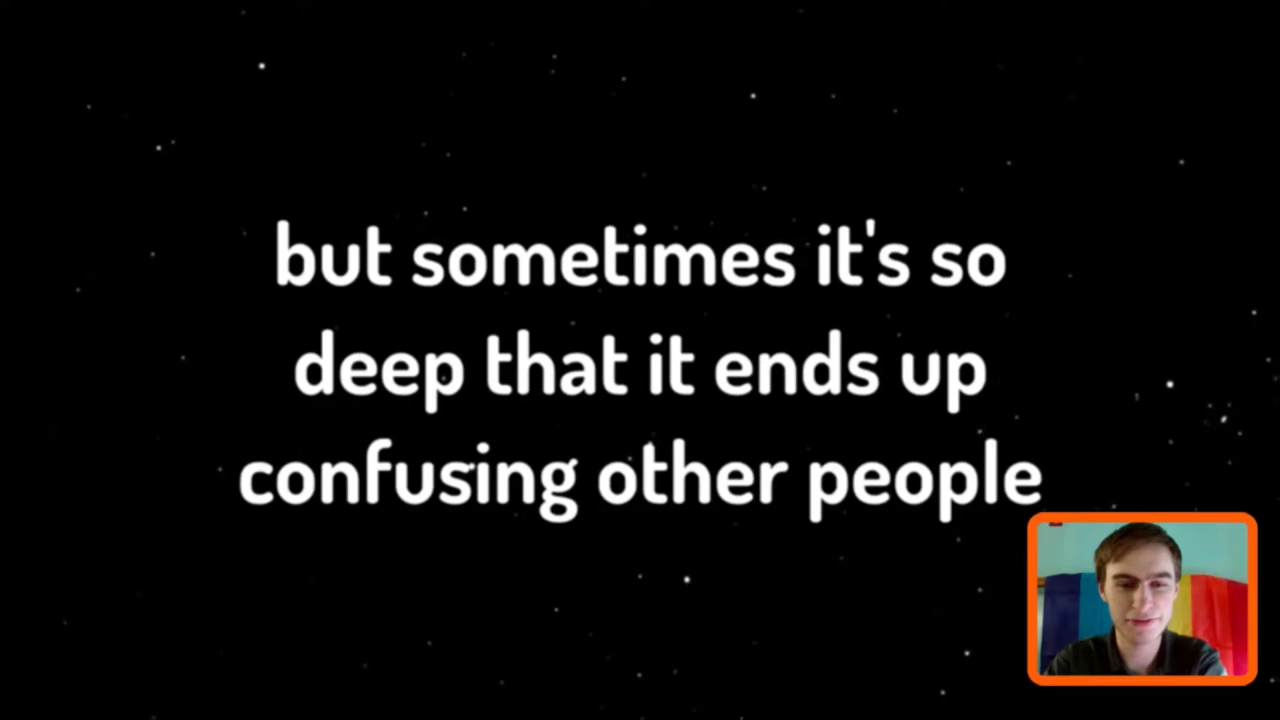 but sometimes it's so
deep that it ends up
confusing other people